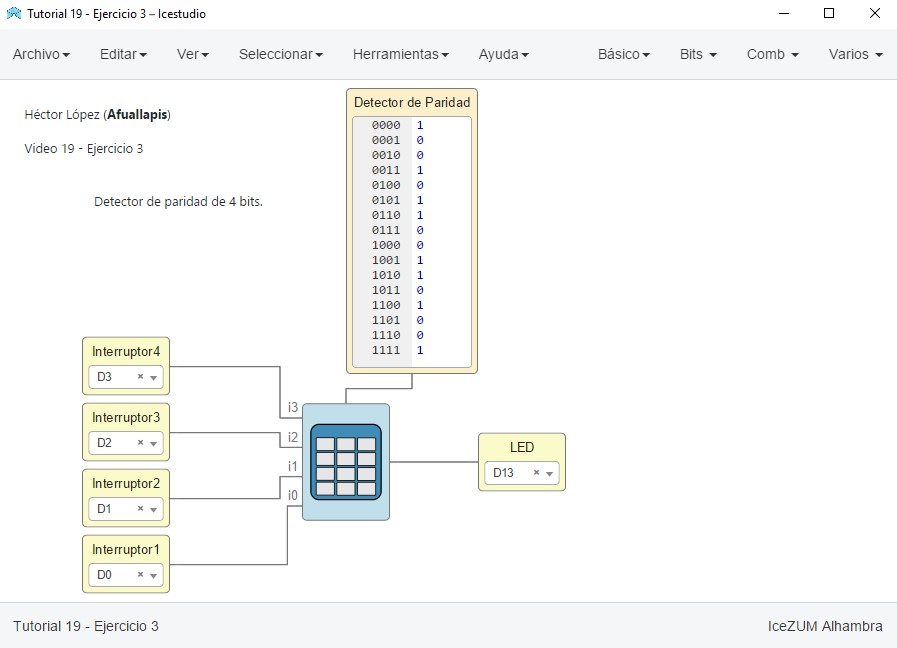 Tutorial 19 - Ejercicio 3 – Icestudio
Archivo Editar Ver Seleccionar Herramientas Ayuda Básico Bits Comb Varios
Héctor López (Afuallapis)
Video 19 - Ejercicio 3
Detector de paridad de 4 bits.
Detector de Paridad
0000 1
0001 0
0010 0
0011 1
0100 0
0101 1
0110 1
0111 0
1000 0
1001 1
1010 1
1011 0
1100 1
1101 0
1110 0
1111 1
Interruptor4
D3
Interruptor3
D2
Interruptor2
D1
Interruptor1
D0
i3
i2
i1
i0
LED
D13
Tutorial 19 - Ejercicio 3
IceZUM Alhambra